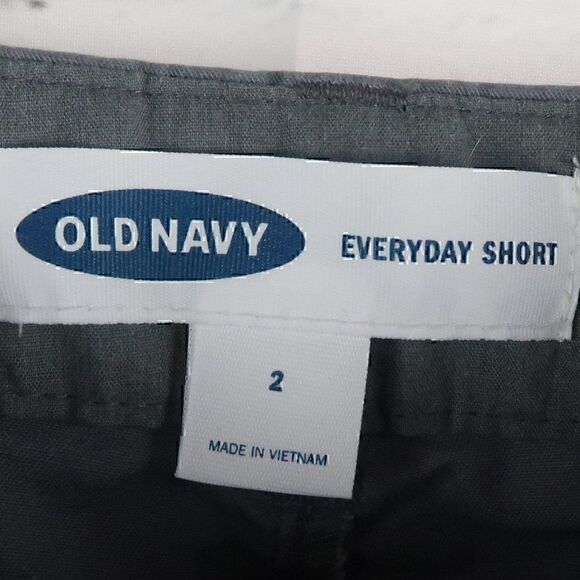 OLD NAVY
EVERYDAY SHORT
2
MADE IN VIETNAM